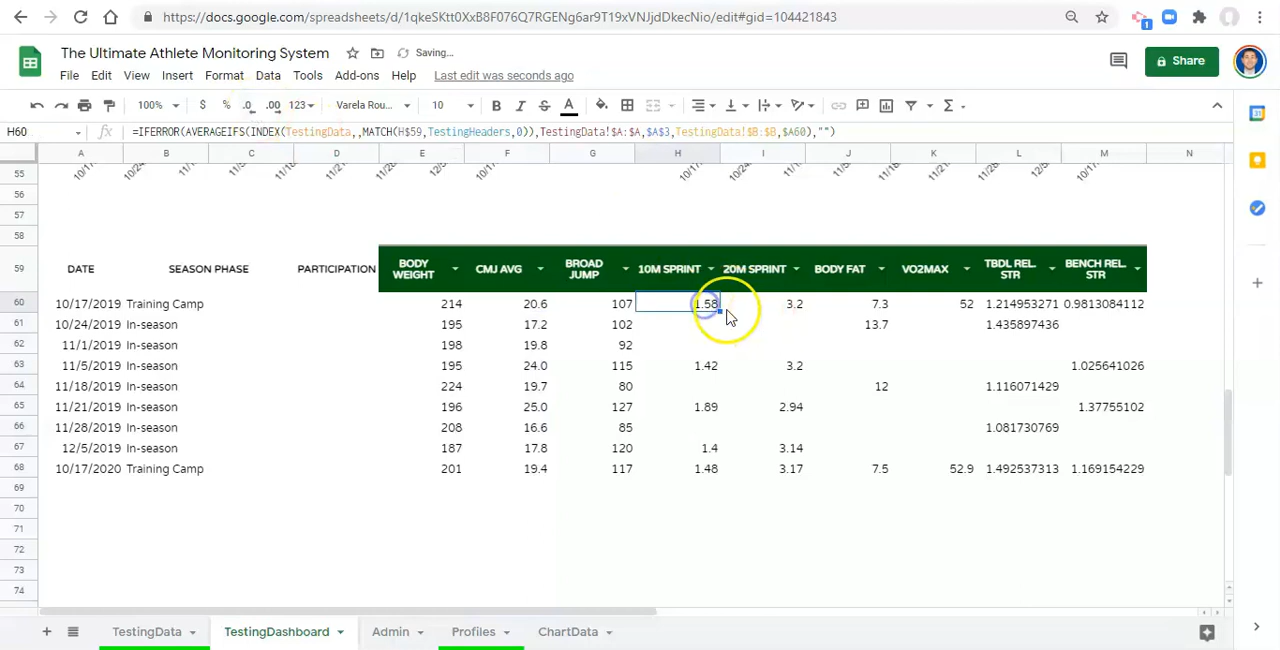 https://docs.google.com/spreadsheets/d/1qkeSKtt0XxB8F076Q7RGENg6ar9T19xVNJjdDkecNio/edit#gid=104421843
1
The Ultimate Athlete Monitoring System Saving…
File Edit View Insert Format Data Tools Add-ons Help Last edit was seconds ago
Share
100% $ % .0 .00 123 Varela Rou... 10 B I S A Σ
H60 fx =IFERROR(AVERAGEIFS(INDEX(TestingData,,MATCH(H$59,TestingHeaders,0)),TestingData!$A:$A,$A$3,TestingData!$B:$B,$A60),"")
A B C D E F G H I J K L M N
55
56
57
58
59 DATE SEASON PHASE PARTICIPATION BODY WEIGHT CMJ AVG BROAD JUMP 10M SPRINT 20M SPRINT BODY FAT VO2MAX TBDL REL. STR BENCH REL. STR
60 10/17/2019 Training Camp 214 20.6 107 1.58 3.2 7.3 52 1.214953271 0.9813084112
61 10/24/2019 In-season 195 17.2 102 13.7 1.435897436
62 11/1/2019 In-season 198 19.8 92
63 11/5/2019 In-season 195 24.0 115 1.42 3.2 1.025641026
64 11/18/2019 In-season 224 19.7 80 12 1.116071429
65 11/21/2019 In-season 196 25.0 127 1.89 2.94 1.37755102
66 11/28/2019 In-season 208 16.6 85 1.081730769
67 12/5/2019 In-season 187 17.8 120 1.4 3.14
68 10/17/2020 Training Camp 201 19.4 117 1.48 3.17 7.5 52.9 1.492537313 1.169154229
69
70
71
72
73
74
TestingData TestingDashboard Admin Profiles ChartData